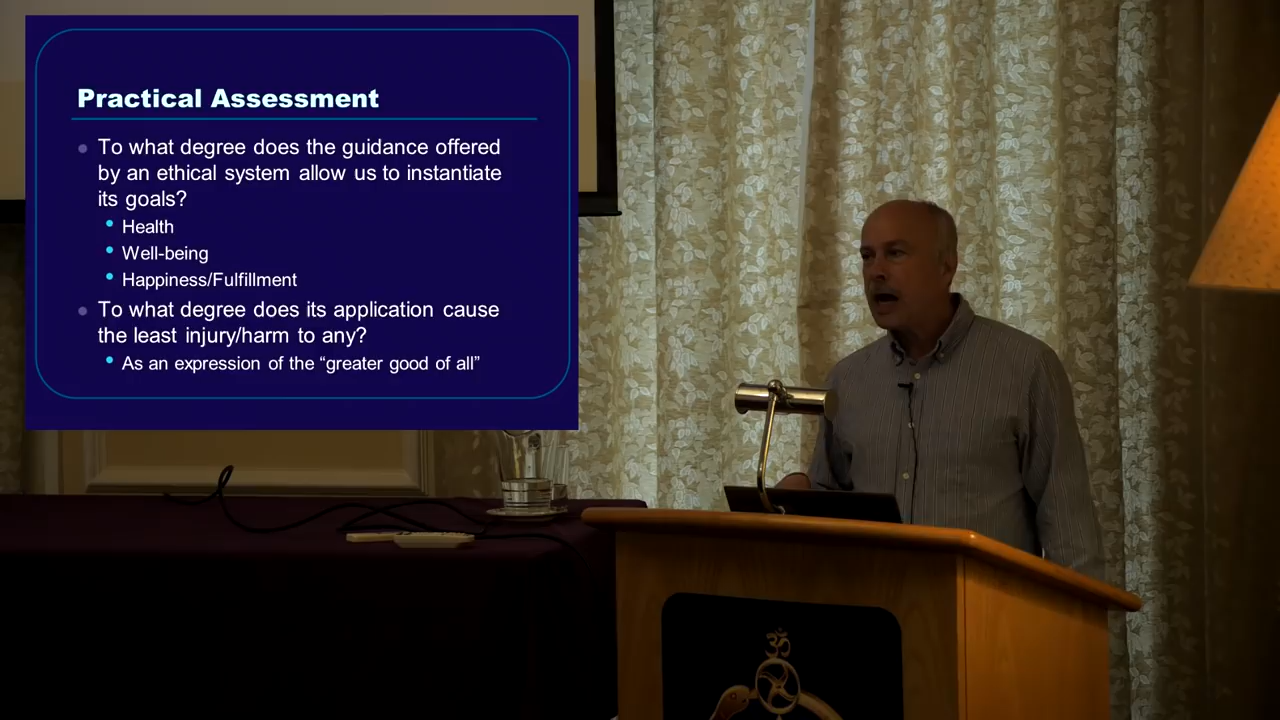 Practical Assessment
To what degree does the guidance offered
by an ethical system allow us to instantiate
its goals?
Health
Well-being
Happiness/Fulfillment
To what degree does its application cause
the least injury/harm to any?
As an expression of the “greater good of all”
ॐ